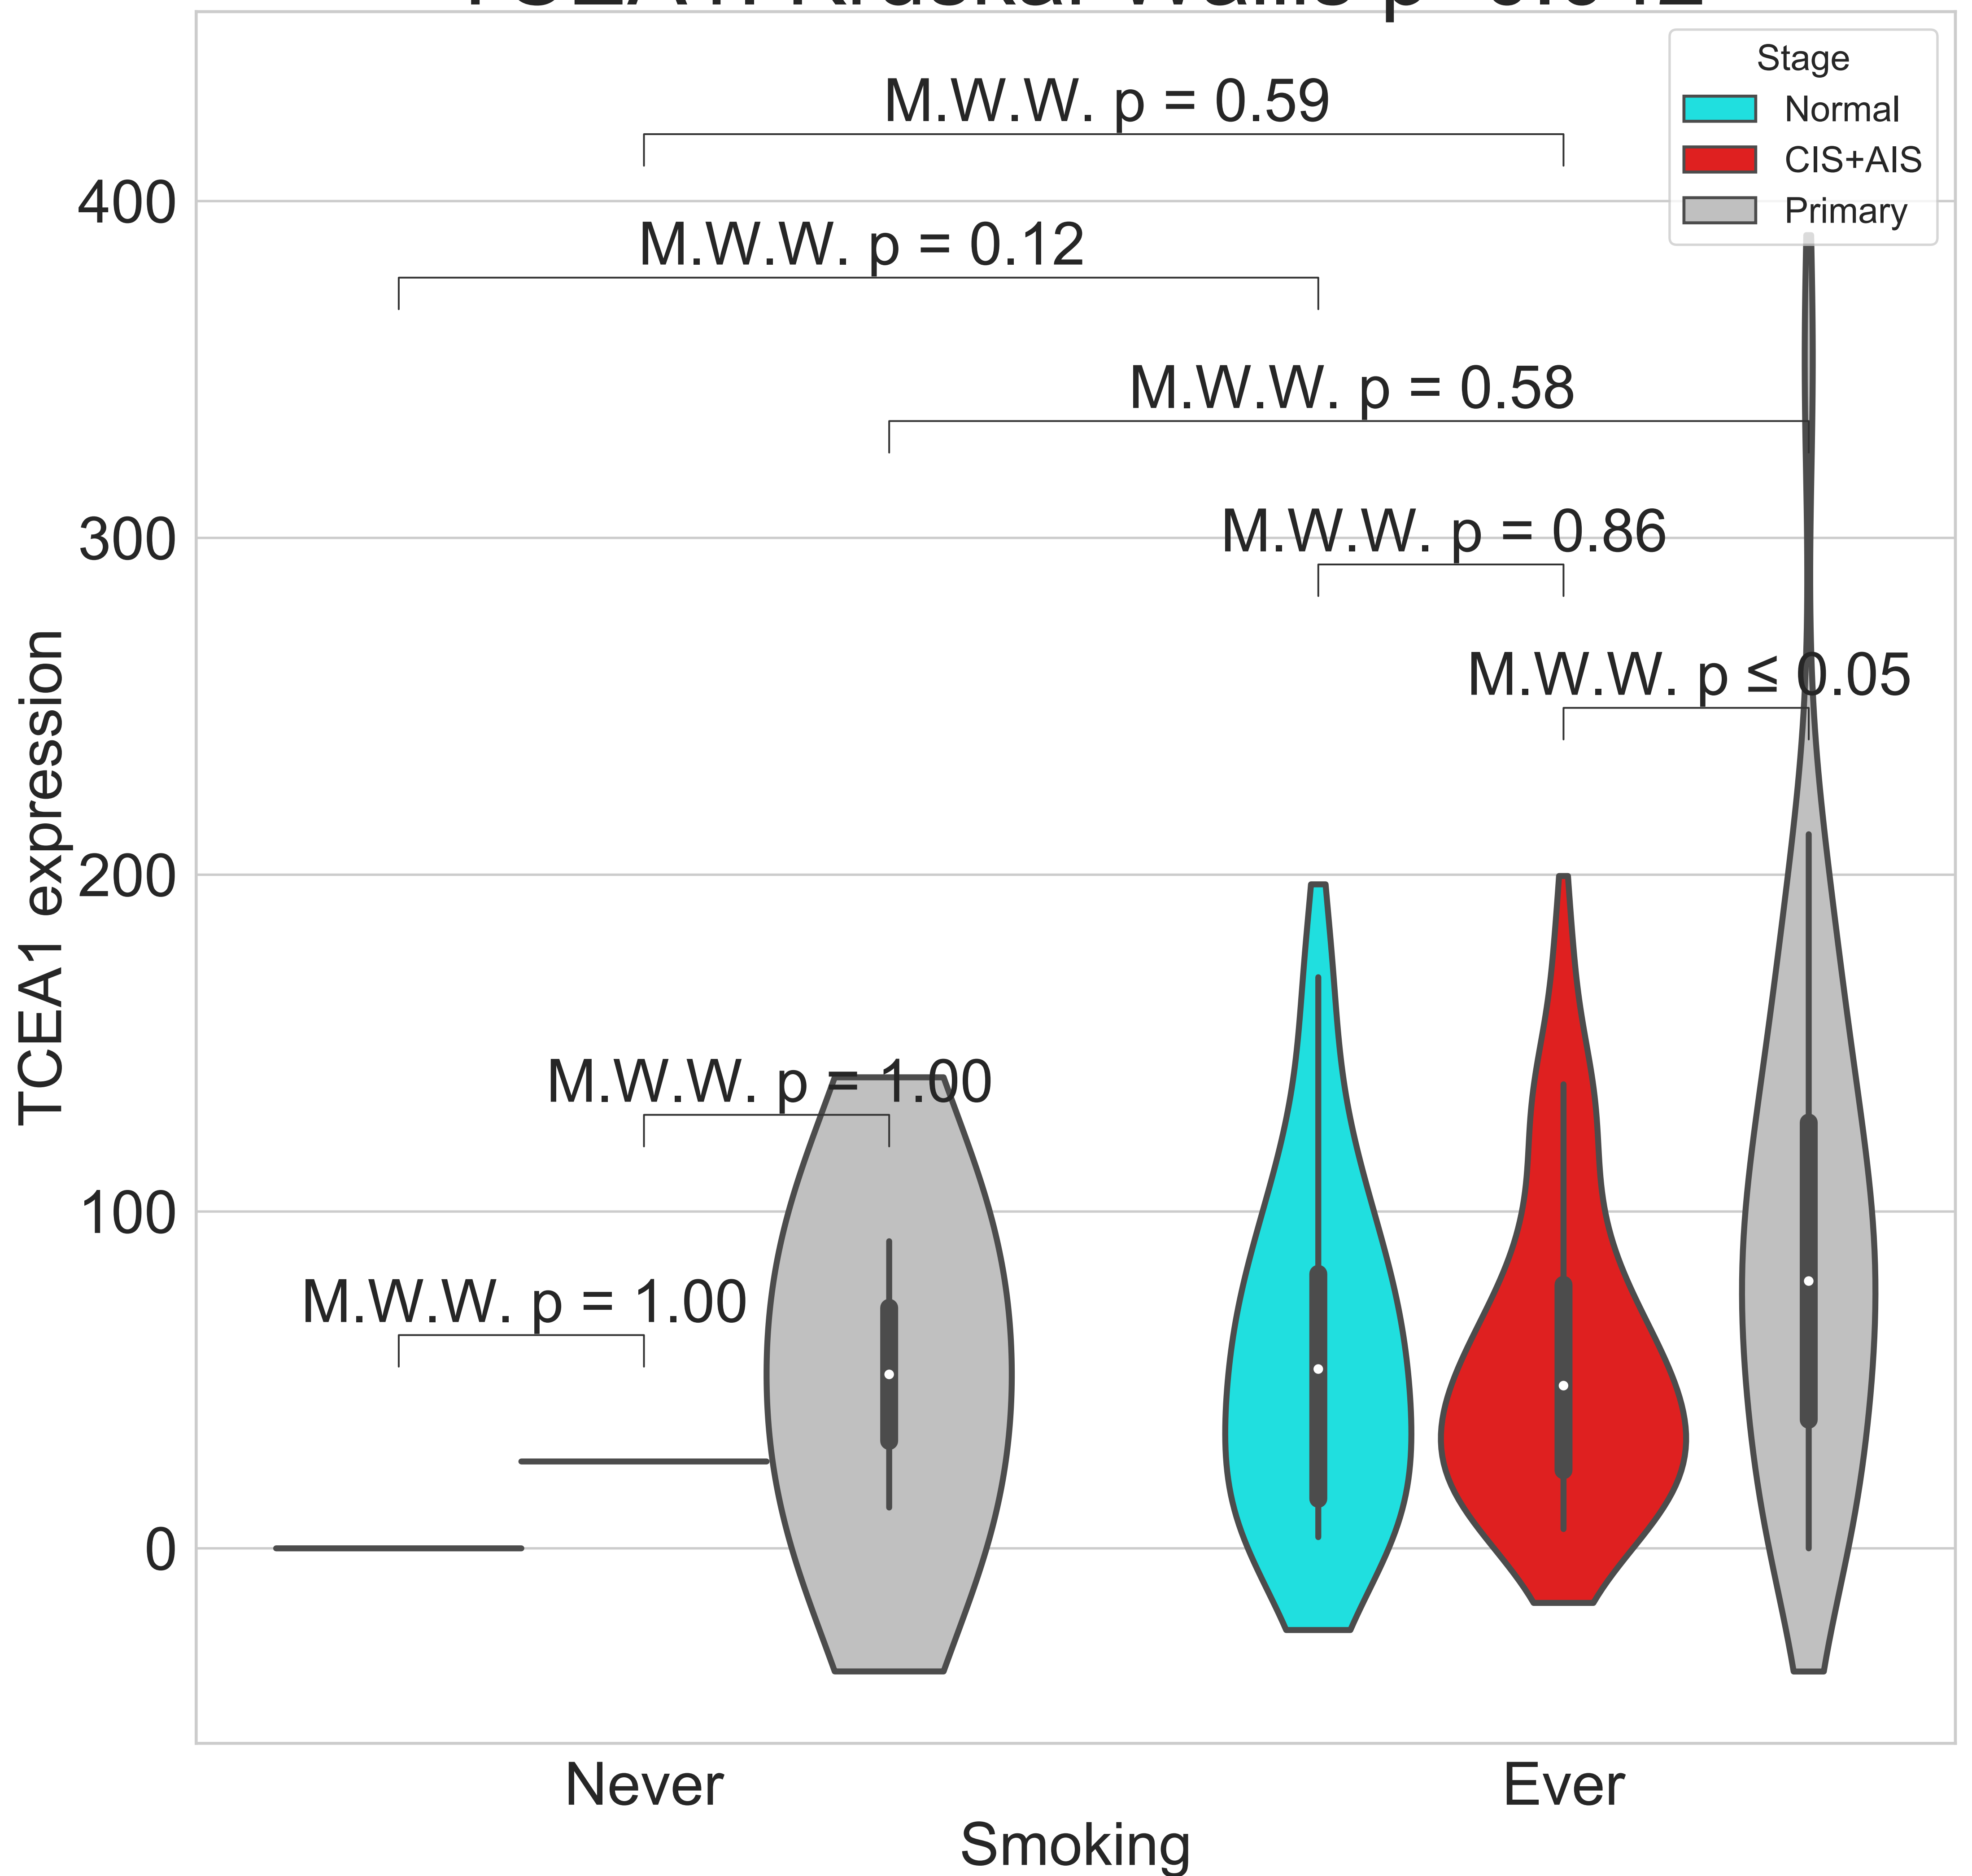 Stage
Normal
CIS+AIS
Primary
M.W.W. p = 0.59
M.W.W. p = 0.12
M.W.W. p = 0.58
M.W.W. p = 0.86
M.W.W. p ≤ 0.05
M.W.W. p = 1.00
M.W.W. p = 1.00
400
300
200
100
0
TCEA1 expression
Never
Ever
Smoking